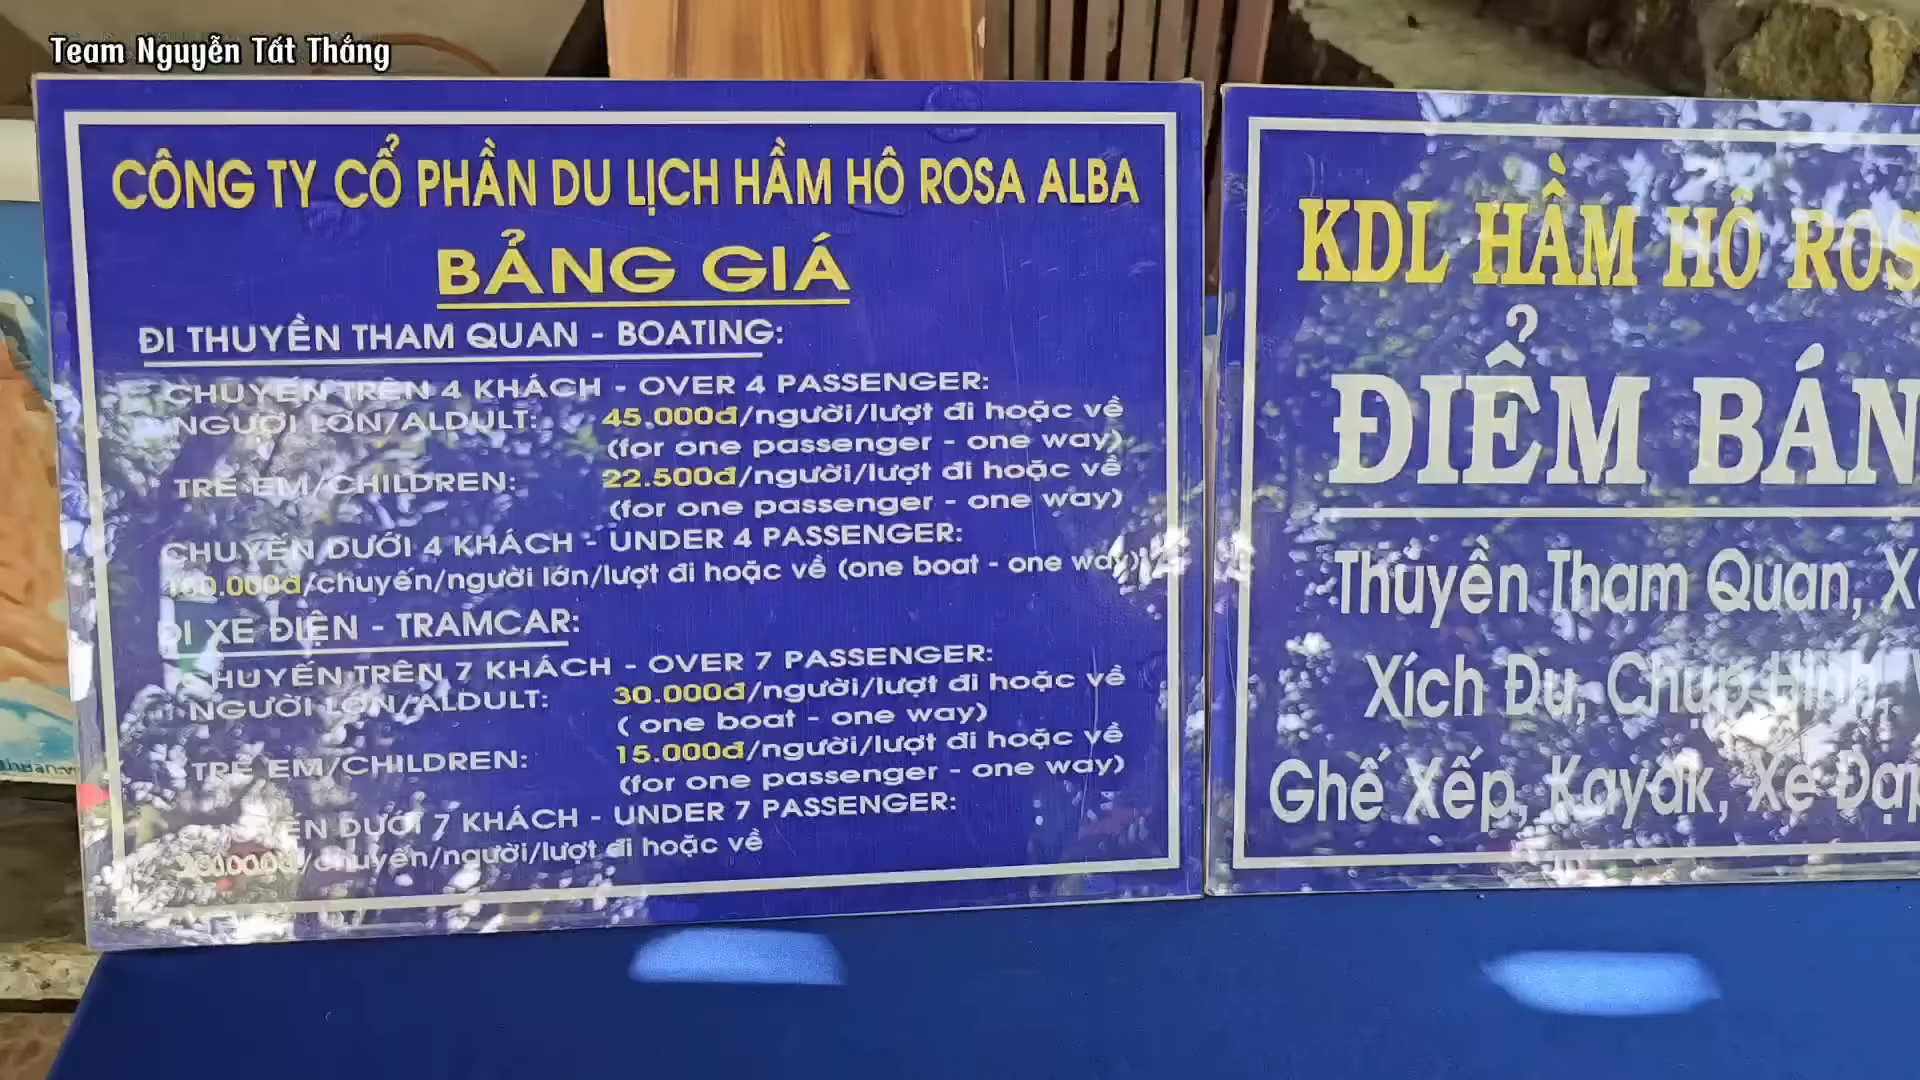 Team Nguyễn Tất Thắng
CÔNG TY CỔ PHẦN DU LỊCH HẦM HÔ ROSA ALBA
BẢNG GIÁ
ĐI THUYỀN THAM QUAN - BOATING:
CHUYẾN TRÊN 4 KHÁCH - OVER 4 PASSENGER:
NGƯỜI LỚN/ALDULT: 45.000đ/người/lượt đi hoặc về
(for one passenger - one way)
TRẺ EM/CHILDREN: 22.500đ/người/lượt đi hoặc về
(for one passenger - one way)
CHUYẾN DƯỚI 4 KHÁCH - UNDER 4 PASSENGER:
/chuyến/người lớn/lượt đi hoặc về (one boat - one way)
ĐI XE ĐIỆN - TRAMCAR:
CHUYẾN TRÊN 7 KHÁCH - OVER 7 PASSENGER:
NGƯỜI LỚN/ALDULT: 30.000đ/người/lượt đi hoặc về
( one boat - one way)
TRẺ EM/CHILDREN: 15.000đ/người/lượt đi hoặc về
(for one passenger - one way)
CHUYẾN DƯỚI 7 KHÁCH - UNDER 7 PASSENGER:
/chuyến/người/lượt đi hoặc về
KDL HẦM HÔ ROS
ĐIỂM BÁN
Thuyền Tham Quan,
Xích Đu, Chụp Hình,
Ghế Xếp, Kayak, Xe Đạp